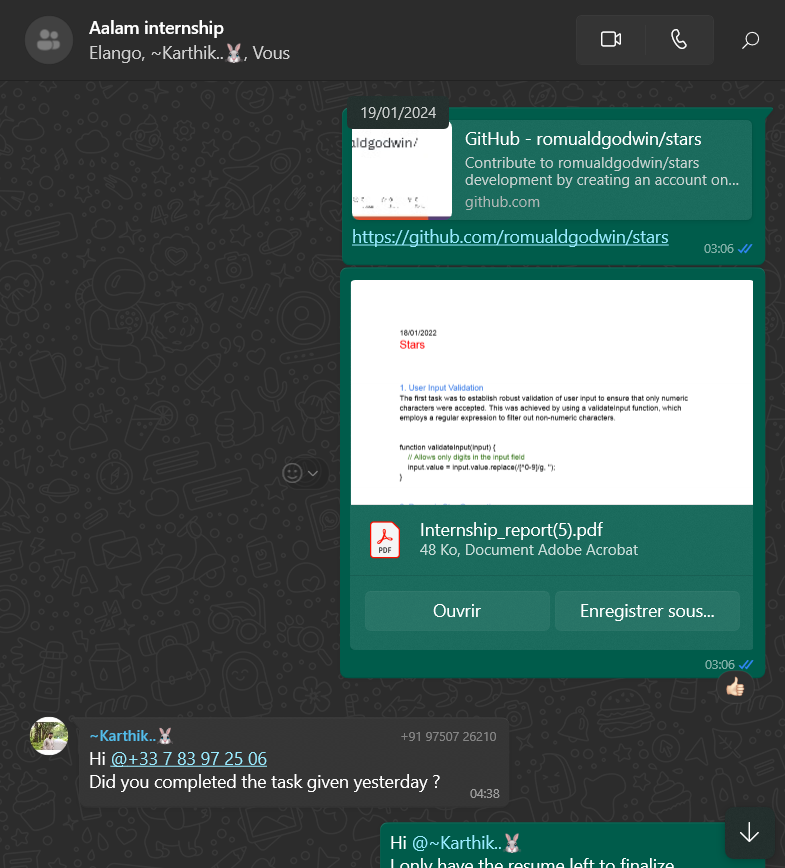 Aalam internship
Elango, ~Karthik..🐰, Vous
19/01/2024
aldgodwin/
GitHub - romualdgodwin/stars
Contribute to romualdgodwin/stars
development by creating an account on...
github.com
https://github.com/romualdgodwin/stars
03:06
18/01/2022
Stars
1. User Input Validation
The first task was to establish robust validation of user input to ensure that only numeric
characters were accepted. This was achieved by using a validateInput function, which
employs a regular expression to filter out non-numeric characters.
function validateInput(input) {
// Allows only digits in the input field
input.value = input.value.replace(/[^0-9]/g, '');
}
Internship_report(5).pdf
PDF
48 Ko, Document Adobe Acrobat
Ouvrir
Enregistrer sous...
03:06
~Karthik..🐰
+91 97507 26210
Hi @+33 7 83 97 25 06
Did you completed the task given yesterday ?
04:38
Hi @~Karthik..🐰
I only have the resume left to finalize